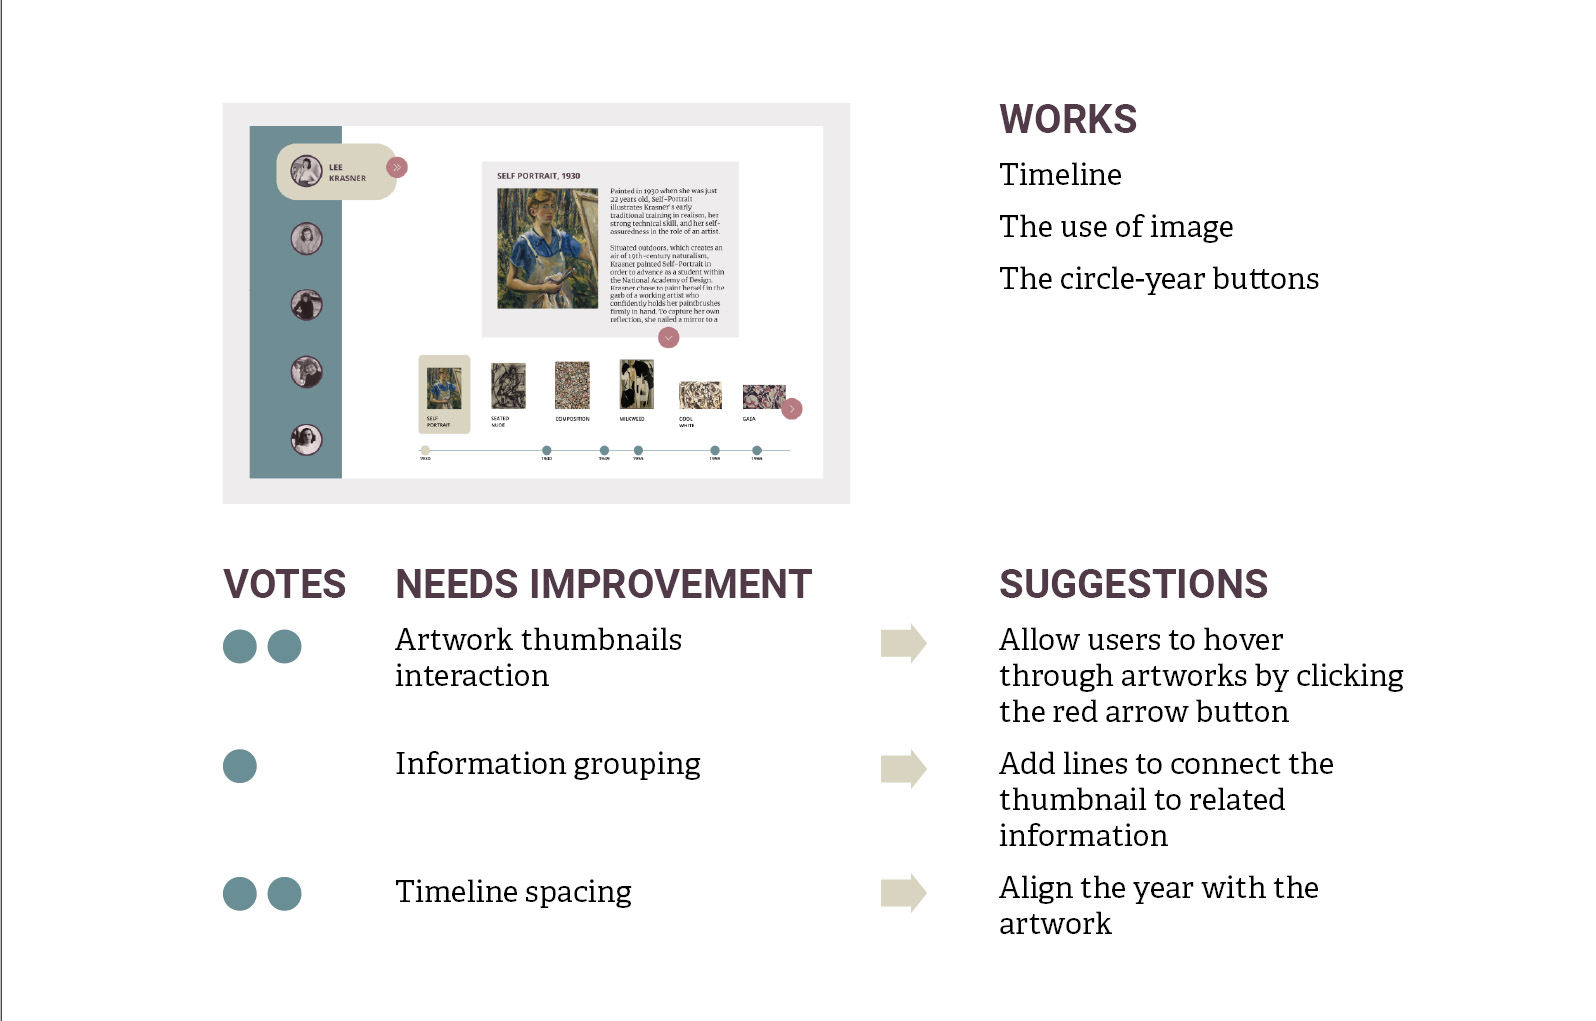 LEE
KRASNER
SELF PORTRAIT, 1930
Painted in 1930 when she was just
22 years old, Self-Portrait
illustrates Krasner's early
traditional training in realism, her
strong technical skill, and her self-
assuredness in the role of an artist.
Situated outdoors, which creates an
air of 19th-century naturalism,
Krasner painted Self-Portrait in
order to advance as a student within
the National Academy of Design.
Krasner chose to paint herself in the
garb of a working artist who
confidently holds her paintbrushes
firmly in hand. To capture her own
reflection, she nailed a mirror to a
SELF
PORTRAIT
SEATED
NUDE
COMPOSITION
MILKWEED
COOL
WHITE
GAEA
1930
1940
1949
1955
1959
1966
WORKS
Timeline
The use of image
The circle-year buttons
VOTES
NEEDS IMPROVEMENT
SUGGESTIONS
Artwork thumbnails
interaction
Allow users to hover
through artworks by clicking
the red arrow button
Information grouping
Add lines to connect the
thumbnail to related
information
Timeline spacing
Align the year with the
artwork